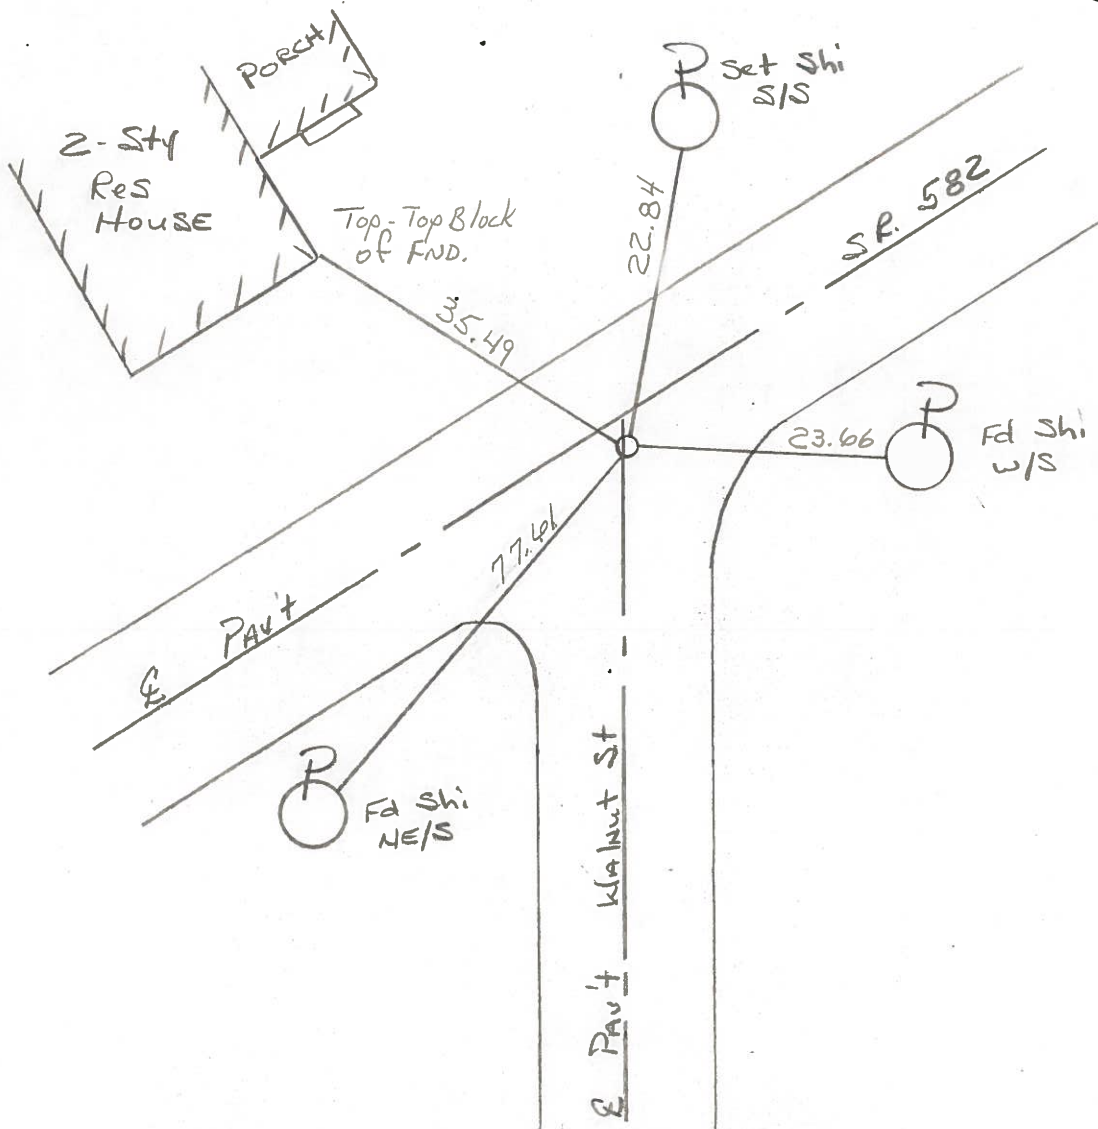 PORCH
2-Sty
Res
House
P
Set Shi
S/S
Top-Top Block
of FND.
22.84
S.R. 582
35.49
P
23.66
Fd Shi
W/S
77.61
℄ PAv't
P
Fd Shi
NE/S
℄ PAv't WAlnut St